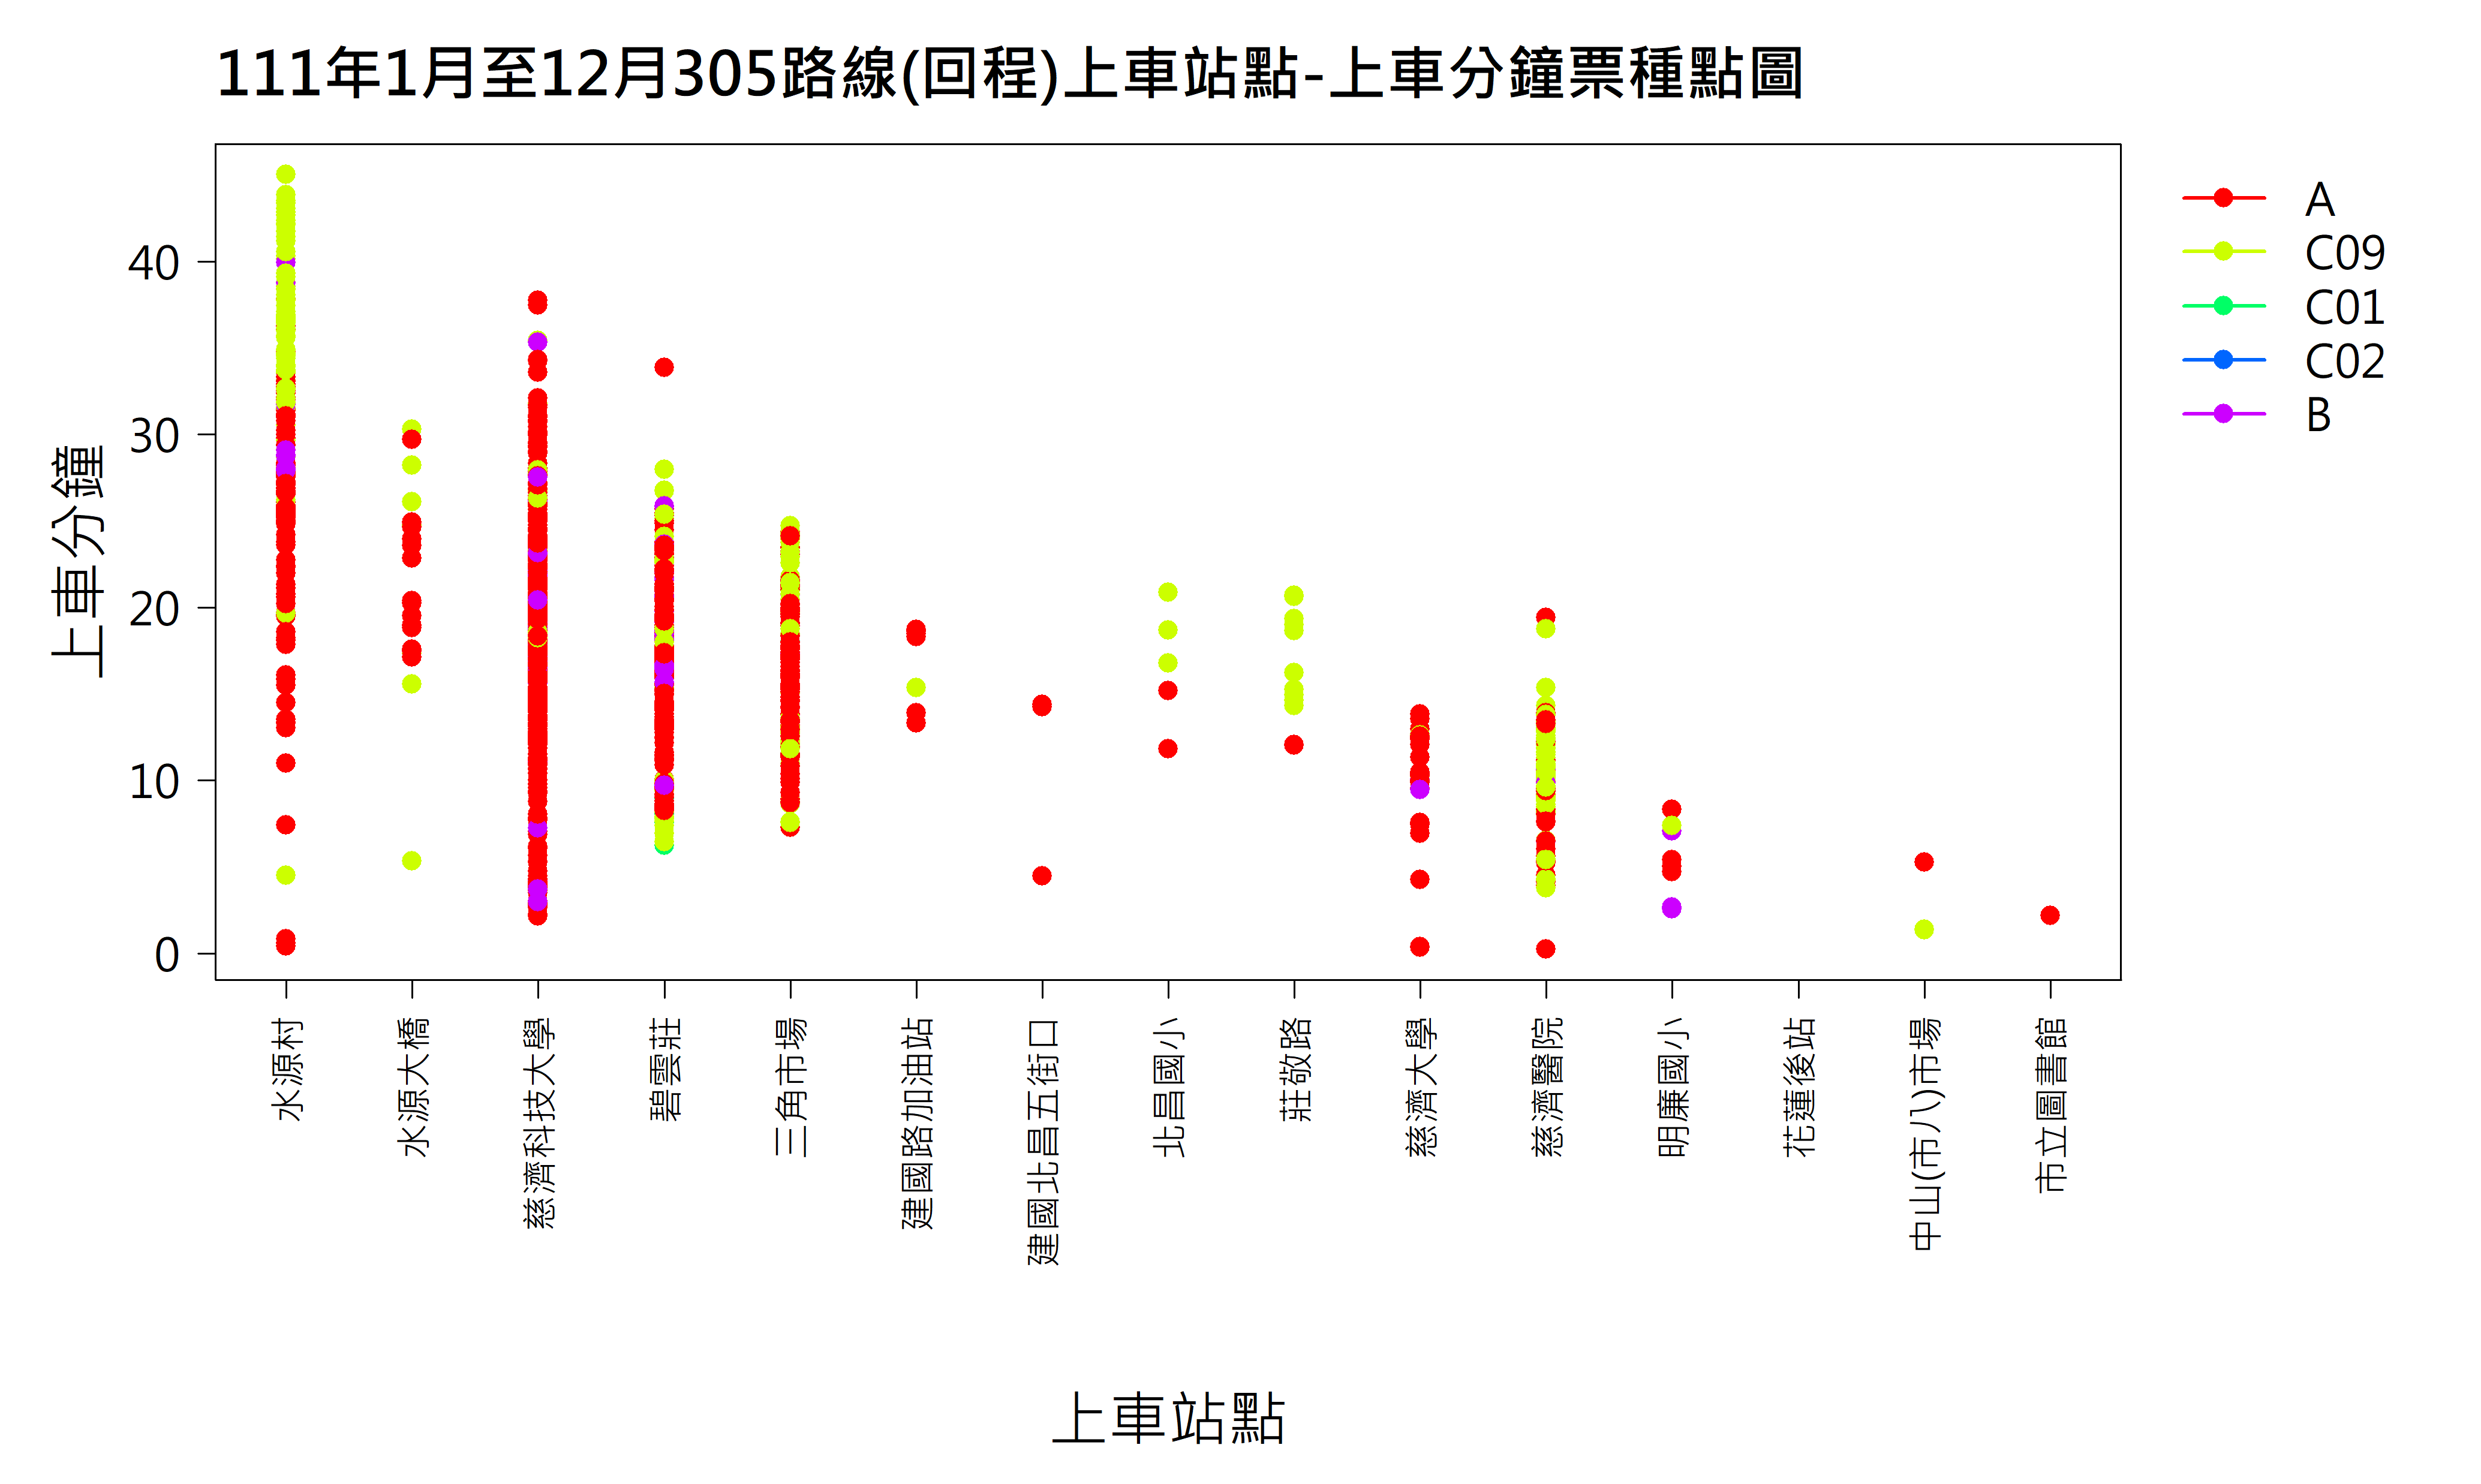 111年1月至12月305路線(回程)上車站點-上車分鐘票種點圖
A
C09
C01
C02
B
上車分鐘
40
30
20
10
0
水源村
水源大橋
慈濟科技大學
碧雲莊
三角市場
建國路加油站
建國北昌五街口
北昌國小
莊敬路
慈濟大學
慈濟醫院
明廉國小
花蓮後站
中山(市八)市場
市立圖書館
上車站點